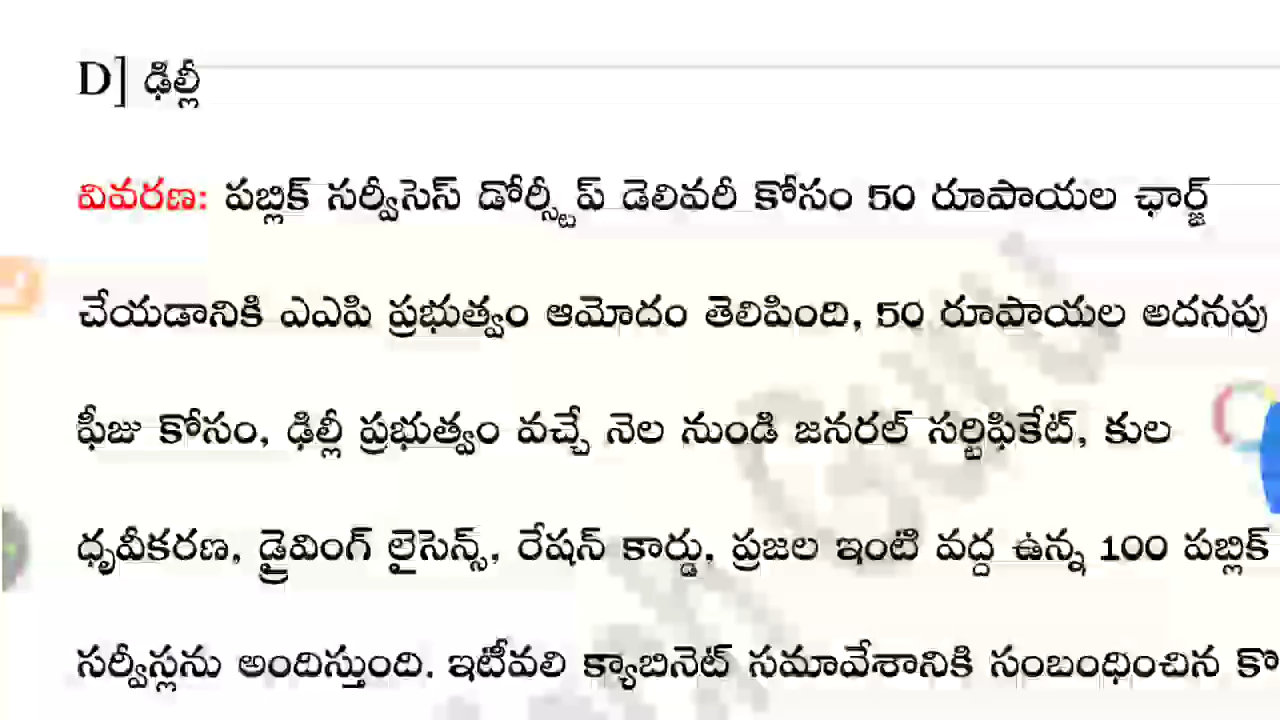 D] ఢిల్లీ
వివరణ: పబ్లిక్ సర్వీసెస్ డోర్స్టీప్ డెలివరీ కోసం 50 రూపాయల ఛార్జ్
చేయడానికి ఎఎపి ప్రభుత్వం ఆమోదం తెలిపింది, 50 రూపాయల అదనపు
ఫీజు కోసం, ఢిల్లీ ప్రభుత్వం వచ్చే నెల నుండి జనరల్ సర్టిఫికేట్, కుల
ధృవీకరణ, డ్రైవింగ్ లైసెన్స్, రేషన్ కార్డు, ప్రజల ఇంటి వద్ద ఉన్న 100 పబ్లిక్
సర్వీస్లను అందిస్తుంది. ఇటీవలి క్యాబినెట్ సమావేశానికి సంబంధించిన కొ